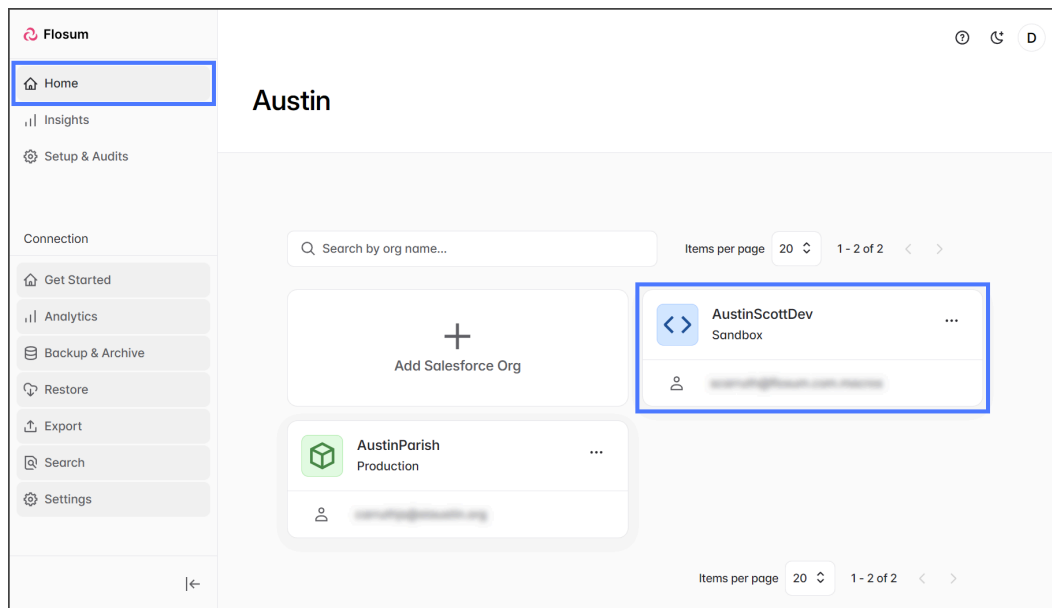 Flosum
Home
Insights
Setup & Audits
Connection
Get Started
Analytics
Backup & Archive
Restore
Export
Search
Settings
D
Austin
Search by org name...
Items per page 20 1 - 2 of 2
Add Salesforce Org
AustinScottDev
Sandbox
AustinParish
Production
Items per page 20 1 - 2 of 2